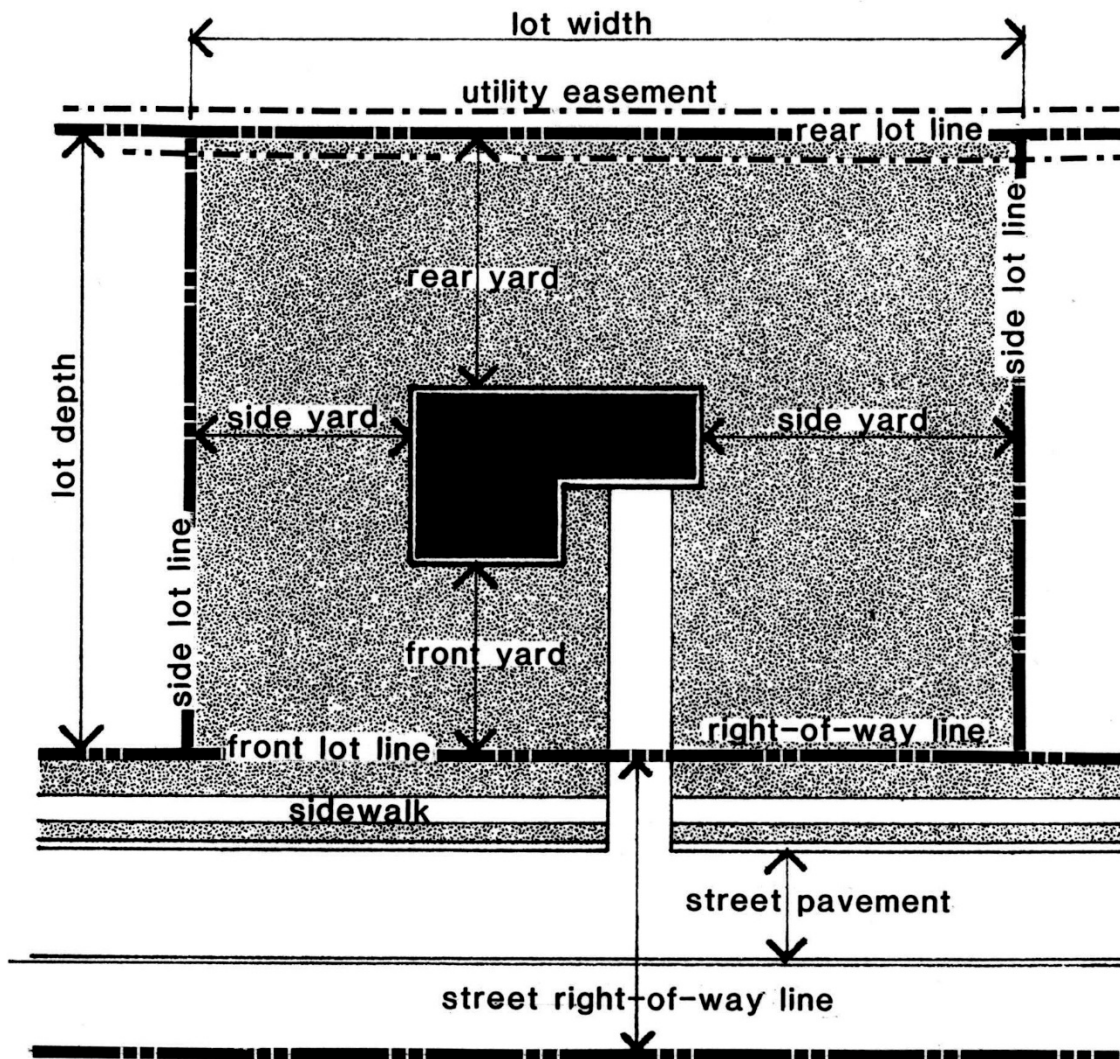 lot width
utility easement
rear lot line
side lot line
rear yard
lot depth
side yard
side yard
side lot line
front yard
right-of-way line
front lot line
sidewalk
street pavement
street right-of-way line